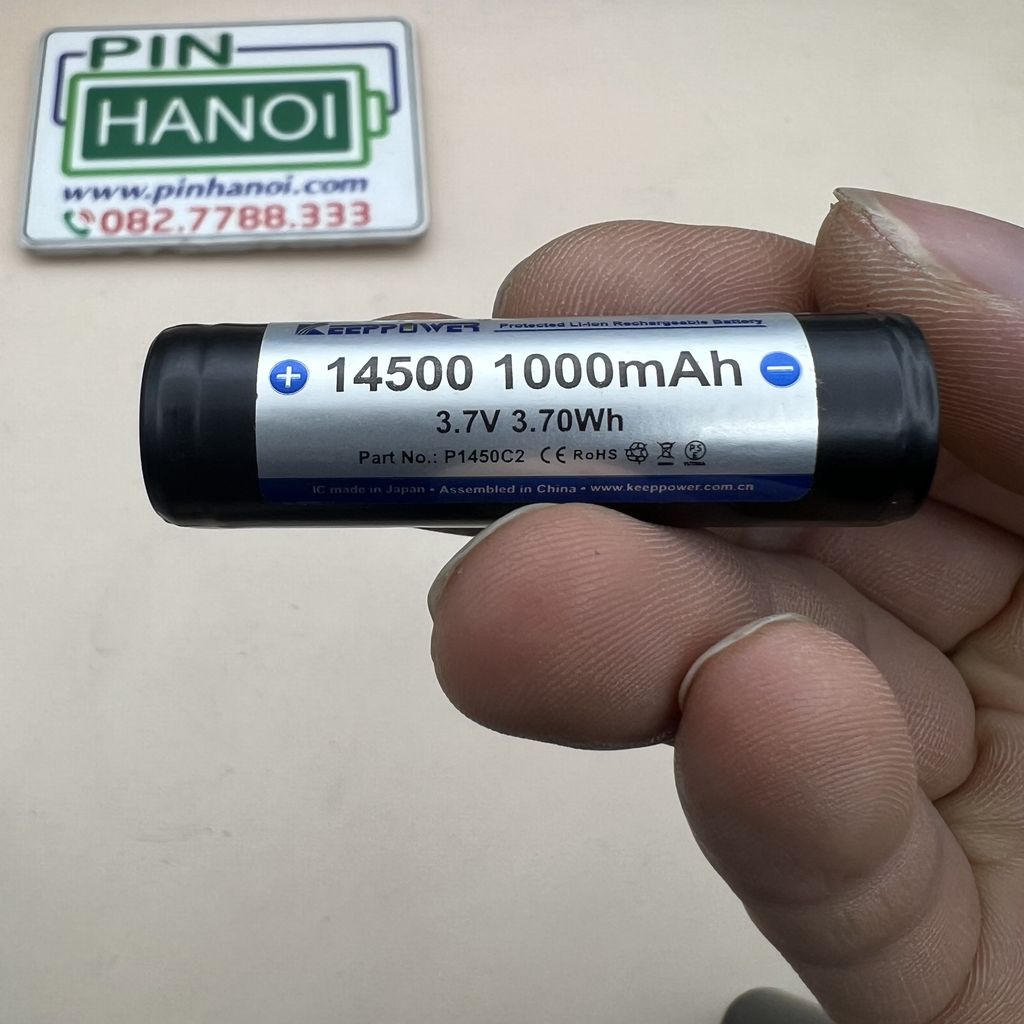 PIN
HANOI
www.pinhanoi.com
082.7788.333
KEEPPOWER Protected Li-ion Rechargeable Battery
+ 14500 1000mAh −
3.7V 3.70Wh
Part No.: P1450C2 CE RoHS
IC made in Japan • Assembled in China • www.keeppower.com.cn